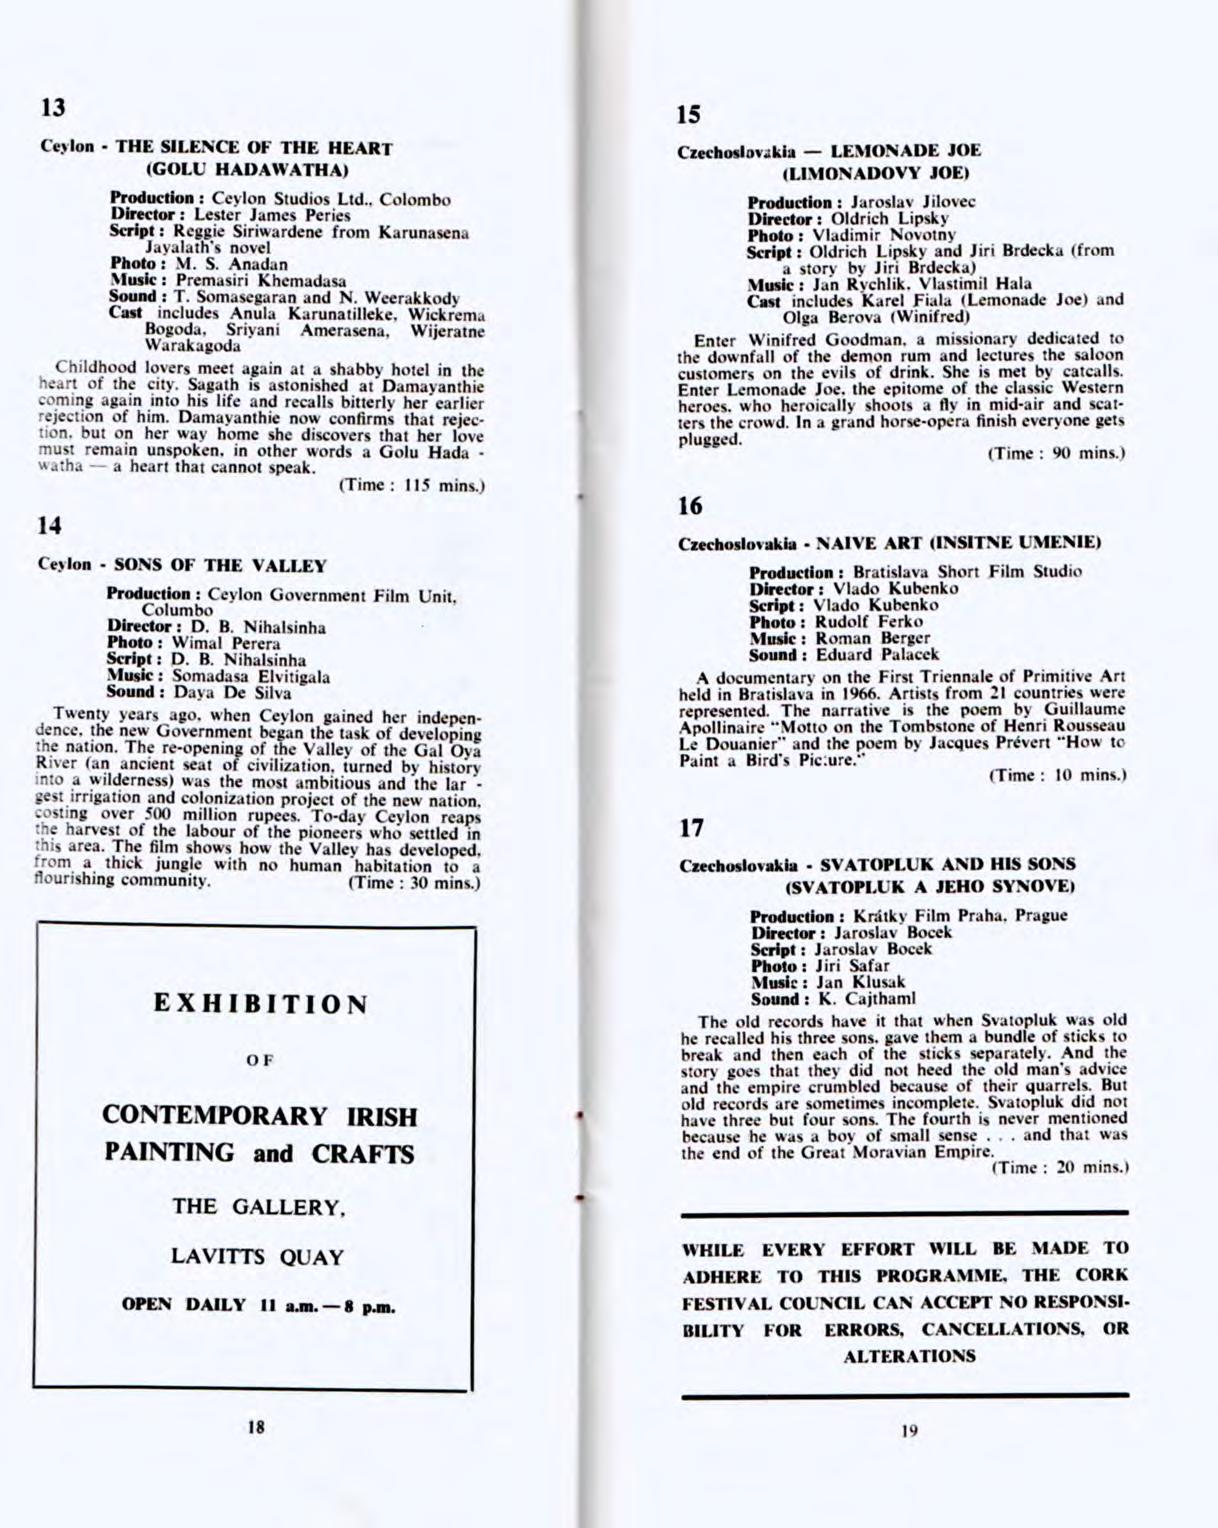 13
Ceylon - THE SILENCE OF THE HEART
(GOLU HADAWATHA)
Production : Ceylon Studios Ltd., Colombo
Director : Lester James Peries
Script : Reggie Siriwardene from Karunasena
Jayalath's novel
Photo : M. S. Anadan
Music : Premasiri Khemadasa
Sound : T. Somasegaran and N. Weerakkody
Cast includes Anula Karunatilleke, Wickrema
Bogoda, Sriyani Amerasena, Wijeratne
Warakagoda
Childhood lovers meet again at a shabby hotel in the
heart of the city. Sagath is astonished at Damayanthie
coming again into his life and recalls bitterly her earlier
rejection of him. Damayanthie now confirms that rejec-
tion, but on her way home she discovers that her love
must remain unspoken, in other words a Golu Hada -
watha — a heart that cannot speak.
(Time : 115 mins.)
14
Ceylon - SONS OF THE VALLEY
Production : Ceylon Government Film Unit,
Columbo
Director : D. B. Nihalsinha
Photo : Wimal Perera
Script : D. B. Nihalsinha
Music : Somadasa Elvitigala
Sound : Daya De Silva
Twenty years ago, when Ceylon gained her indepen-
dence, the new Government began the task of developing
the nation. The re-opening of the Valley of the Gal Oya
River (an ancient seat of civilization, turned by history
into a wilderness) was the most ambitious and the lar -
gest irrigation and colonization project of the new nation,
costing over 500 million rupees. To-day Ceylon reaps
the harvest of the labour of the pioneers who settled in
this area. The film shows how the Valley has developed,
from a thick jungle with no human habitation to a
flourishing community. (Time : 30 mins.)
EXHIBITION
OF
CONTEMPORARY IRISH
PAINTING and CRAFTS
THE GALLERY,
LAVITTS QUAY
OPEN DAILY 11 a.m. — 8 p.m.
18
15
Czechoslovakia — LEMONADE JOE
(LIMONADOVY JOE)
Production : Jaroslav Jilovec
Director : Oldrich Lipsky
Photo : Vladimir Novotny
Script : Oldrich Lipsky and Jiri Brdecka (from
a story by Jiri Brdecka)
Music : Jan Rychlik, Vlastimil Hala
Cast includes Karel Fiala (Lemonade Joe) and
Olga Berova (Winifred)
Enter Winifred Goodman, a missionary dedicated to
the downfall of the demon rum and lectures the saloon
customers on the evils of drink. She is met by catcalls.
Enter Lemonade Joe, the epitome of the classic Western
heroes, who heroically shoots a fly in mid-air and scat-
ters the crowd. In a grand horse-opera finish everyone gets
plugged.
(Time : 90 mins.)
16
Czechoslovakia - NAIVE ART (INSITNE UMENIE)
Production : Bratislava Short Film Studio
Director : Vlado Kubenko
Script : Vlado Kubenko
Photo : Rudolf Ferko
Music : Roman Berger
Sound : Eduard Palacek
A documentary on the First Triennale of Primitive Art
held in Bratislava in 1966. Artists from 21 countries were
represented. The narrative is the poem by Guillaume
Apollinaire "Motto on the Tombstone of Henri Rousseau
Le Douanier" and the poem by Jacques Prévert "How to
Paint a Bird's Picture."
(Time : 10 mins.)
17
Czechoslovakia - SVATOPLUK AND HIS SONS
(SVATOPLUK A JEHO SYNOVE)
Production : Krátky Film Praha, Prague
Director : Jaroslav Bocek
Script : Jaroslav Bocek
Photo : Jiri Safar
Music : Jan Klusak
Sound : K. Cajthaml
The old records have it that when Svatopluk was old
he recalled his three sons, gave them a bundle of sticks to
break and then each of the sticks separately. And the
story goes that they did not heed the old man's advice
and the empire crumbled because of their quarrels. But
old records are sometimes incomplete. Svatopluk did not
have three but four sons. The fourth is never mentioned
because he was a boy of small sense . . . and that was
the end of the Great Moravian Empire.
(Time : 20 mins.)
WHILE EVERY EFFORT WILL BE MADE TO
ADHERE TO THIS PROGRAMME, THE CORK
FESTIVAL COUNCIL CAN ACCEPT NO RESPONSI-
BILITY FOR ERRORS, CANCELLATIONS, OR
ALTERATIONS
19